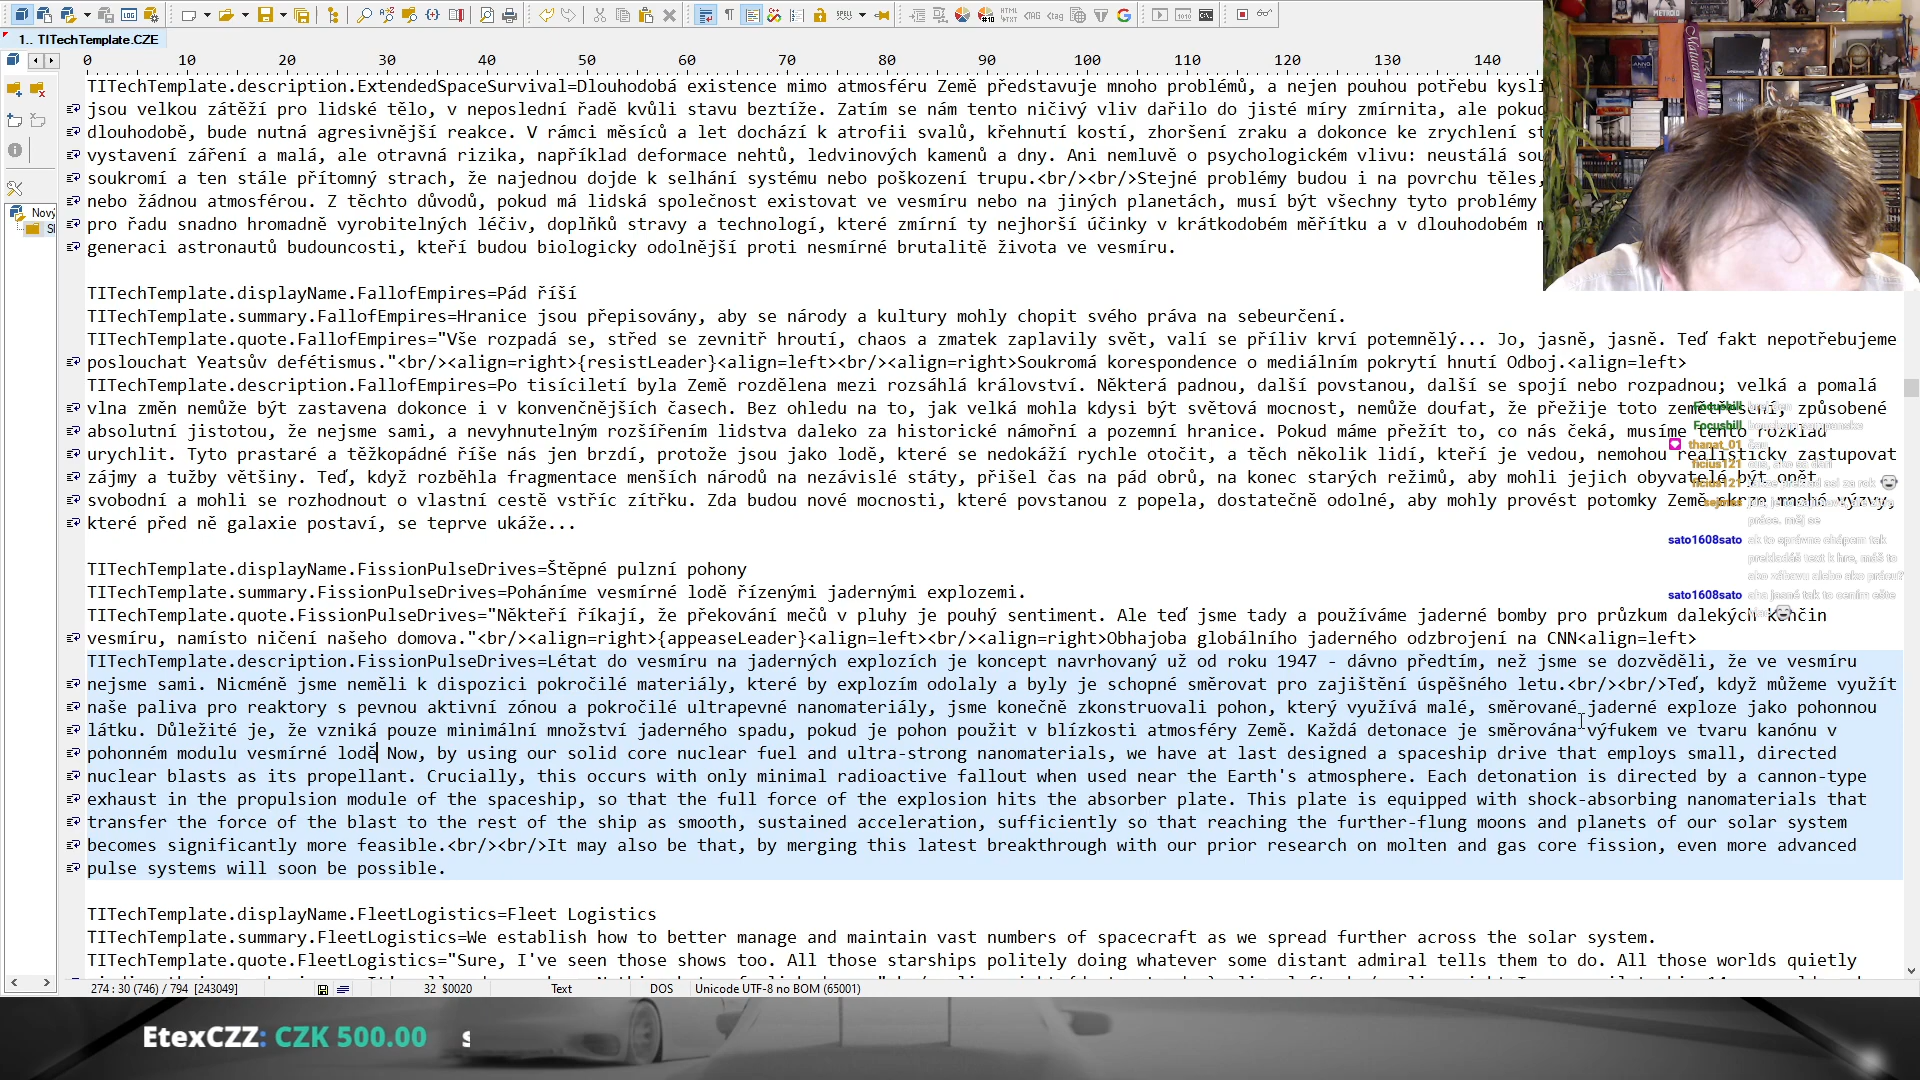 1.. TITechTemplate.CZE
0 10 20 30 40 50 60 70 80 90 100 110 120 130 140
TITechTemplate.description.ExtendedSpaceSurvival=Dlouhodobá existence mimo atmosféru Země představuje mnoho problémů, a nejen pouhou potřebu kyslí
jsou velkou zátěží pro lidské tělo, v neposlední řadě kvůli stavu beztíže. Zatím se nám tento ničivý vliv dařilo do jisté míry zmírnita, ale pokud
dlouhodobě, bude nutná agresivnější reakce. V rámci měsíců a let dochází k atrofii svalů, křehnutí kostí, zhoršení zraku a dokonce ke zrychlení st
vystavení záření a malá, ale otravná rizika, například deformace nehtů, ledvinových kamenů a dny. Ani nemluvě o psychologickém vlivu: neustálá sou
soukromí a ten stále přítomný strach, že najednou dojde k selhání systému nebo poškození trupu.<br/><br/>Stejné problémy budou i na povrchu těles,
nebo žádnou atmosférou. Z těchto důvodů, pokud má lidská společnost existovat ve vesmíru nebo na jiných planetách, musí být všechny tyto problémy
pro řadu snadno hromadně vyrobitelných léčiv, doplňků stravy a technologí, které zmírní ty nejhorší účinky v krátkodobém měřítku a v dlouhodobém m
generaci astronautů budoucnosti, kteří budou biologicky odolnější proti nesmírné brutalitě života ve vesmíru.
TITechTemplate.displayName.FallofEmpires=Pád říší
TITechTemplate.summary.FallofEmpires=Hranice jsou přepisovány, aby se národy a kultury mohly chopit svého práva na sebeurčení.
TITechTemplate.quote.FallofEmpires="Vše rozpadá se, střed se zevnitř hroutí, chaos a zmatek zaplavily svět, valí se příliv krví potemnělý... Jo, jasně, jasně. Teď fakt nepotřebujeme
poslouchat Yeatsův defétismus."<br/><align=right>{resistLeader}<align=left><br/><align=right>Soukromá korespondence o mediálním pokrytí hnutí Odboj.<align=left>
TITechTemplate.description.FallofEmpires=Po tisíciletí byla Země rozdělena mezi rozsáhlá království. Některá padnou, další povstanou, další se spojí nebo rozpadnou; velká a pomalá
vlna změn nemůže být zastavena dokonce i v konvenčnějších časech. Bez ohledu na to, jak velká mohla kdysi být světová mocnost, nemůže doufat, že přežije toto zemětřesení, způsobené
absolutní jistotou, že nejsme sami, a nevyhnutelným rozšířením lidstva daleko za historické námořní a pozemní hranice. Pokud máme přežít to, co nás čeká, musíme tento rozklad
urychlit. Tyto prastaré a těžkopádné říše nás jen brzdí, protože jsou jako lodě, které se nedokáží rychle otočit, a těch několik lidí, kteří je vedou, nemohou realisticky zastupovat
zájmy a tužby většiny. Teď, když rozběhla fragmentace menších národů na nezávislé státy, přišel čas na pád obrů, na konec starých režimů, aby mohli jejich obyvatelé být opět
svobodní a mohli se rozhodnout o vlastní cestě vstříc zítřku. Zda budou nové mocnosti, které povstanou z popela, dostatečně odolné, aby mohly provést potomky Země skrze mnohé výzvy,
které před ně galaxie postaví, se teprve ukáže...
Focushill
Focushill
thanat_01
ficius121
ficius121
sejmos
práce. měj se
sato1608sato
sato1608sato
TITechTemplate.displayName.FissionPulseDrives=Štěpné pulzní pohony
TITechTemplate.summary.FissionPulseDrives=Poháníme vesmírné lodě řízenými jadernými explozemi.
TITechTemplate.quote.FissionPulseDrives="Někteří říkají, že překování mečů v pluhy je pouhý sentiment. Ale teď jsme tady a používáme jaderné bomby pro průzkum dalekých končin
vesmíru, namísto ničení našeho domova."<br/><align=right>{appeaseLeader}<align=left><br/><align=right>Obhajoba globálního jaderného odzbrojení na CNN<align=left>
TITechTemplate.description.FissionPulseDrives=Létat do vesmíru na jaderných explozích je koncept navrhovaný už od roku 1947 - dávno předtím, než jsme se dozvěděli, že ve vesmíru
nejsme sami. Nicméně jsme neměli k dispozici pokročilé materiály, které by explozím odolaly a byly je schopné směrovat pro zajištění úspěšného letu.<br/><br/>Teď, když můžeme využít
naše paliva pro reaktory s pevnou aktivní zónou a pokročilé ultrapevné nanomateriály, jsme konečně zkonstruovali pohon, který využívá malé, směrované jaderné exploze jako pohonnou
látku. Důležité je, že vzniká pouze minimální množství jaderného spadu, pokud je pohon použit v blízkosti atmosféry Země. Každá detonace je směrována výfukem ve tvaru kanónu v
pohonném modulu vesmírné lodě Now, by using our solid core nuclear fuel and ultra-strong nanomaterials, we have at last designed a spaceship drive that employs small, directed
nuclear blasts as its propellant. Crucially, this occurs with only minimal radioactive fallout when used near the Earth's atmosphere. Each detonation is directed by a cannon-type
exhaust in the propulsion module of the spaceship, so that the full force of the explosion hits the absorber plate. This plate is equipped with shock-absorbing nanomaterials that
transfer the force of the blast to the rest of the ship as smooth, sustained acceleration, sufficiently so that reaching the further-flung moons and planets of our solar system
becomes significantly more feasible.<br/><br/>It may also be that, by merging this latest breakthrough with our prior research on molten and gas core fission, even more advanced
pulse systems will soon be possible.
TITechTemplate.displayName.FleetLogistics=Fleet Logistics
TITechTemplate.summary.FleetLogistics=We establish how to better manage and maintain vast numbers of spacecraft as we spread further across the solar system.
TITechTemplate.quote.FleetLogistics="Sure, I've seen those shows too. All those starships politely doing whatever some distant admiral tells them to do. All those worlds quietly
274 : 30 (746) / 794 [243049] 32 $0020 Text DOS Unicode UTF-8 no BOM (65001)
EtexCZZ: CZK 500.00